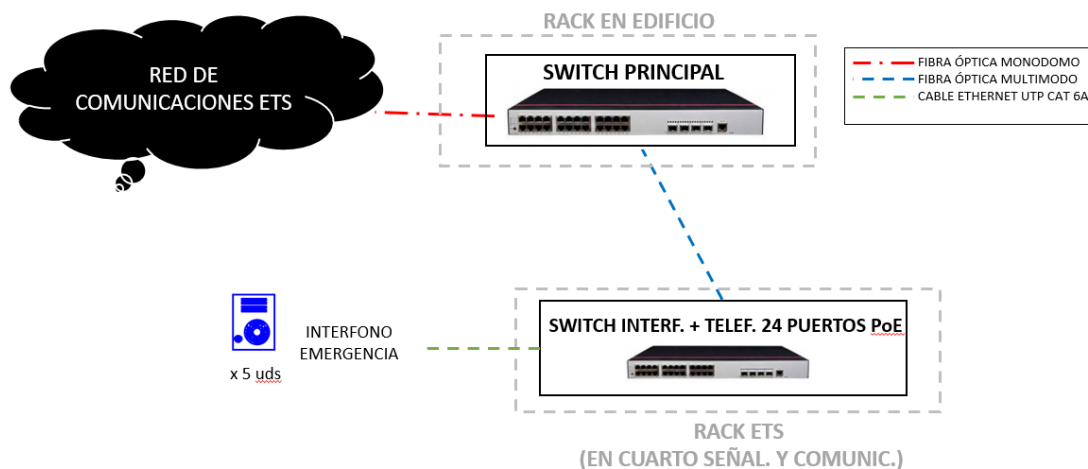 RACK EN EDIFICIO
RED DE
COMUNICACIONES ETS
SWITCH PRINCIPAL
FIBRA ÓPTICA MONODOMO
FIBRA ÓPTICA MULTIMODO
CABLE ETHERNET UTP CAT 6A
SWITCH INTERF. + TELEF. 24 PUERTOS PoE
INTERFONO
EMERGENCIA
x 5 uds
RACK ETS
(EN CUARTO SEÑAL. Y COMUNIC.)